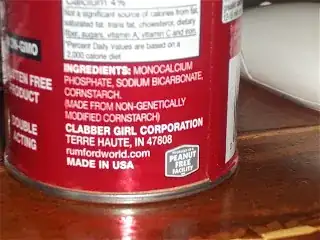 Calcium 4%
Not a significant source of calories from fat,
saturated fat, trans fat, cholesterol, dietary
fiber, sugars, vitamin A, vitamin C and iron.
*Percent Daily Values are based on a
2,000 calorie diet.
-GMO
GLUTEN FREE
PRODUCT
DOUBLE
ACTING
INGREDIENTS: MONOCALCIUM
PHOSPHATE, SODIUM BICARBONATE,
CORNSTARCH.
(MADE FROM NON-GENETICALLY
MODIFIED CORNSTARCH)
CLABBER GIRL CORPORATION
TERRE HAUTE, IN 47808
rumfordworld.com
MADE IN USA
PEANUT
FREE
FACILITY